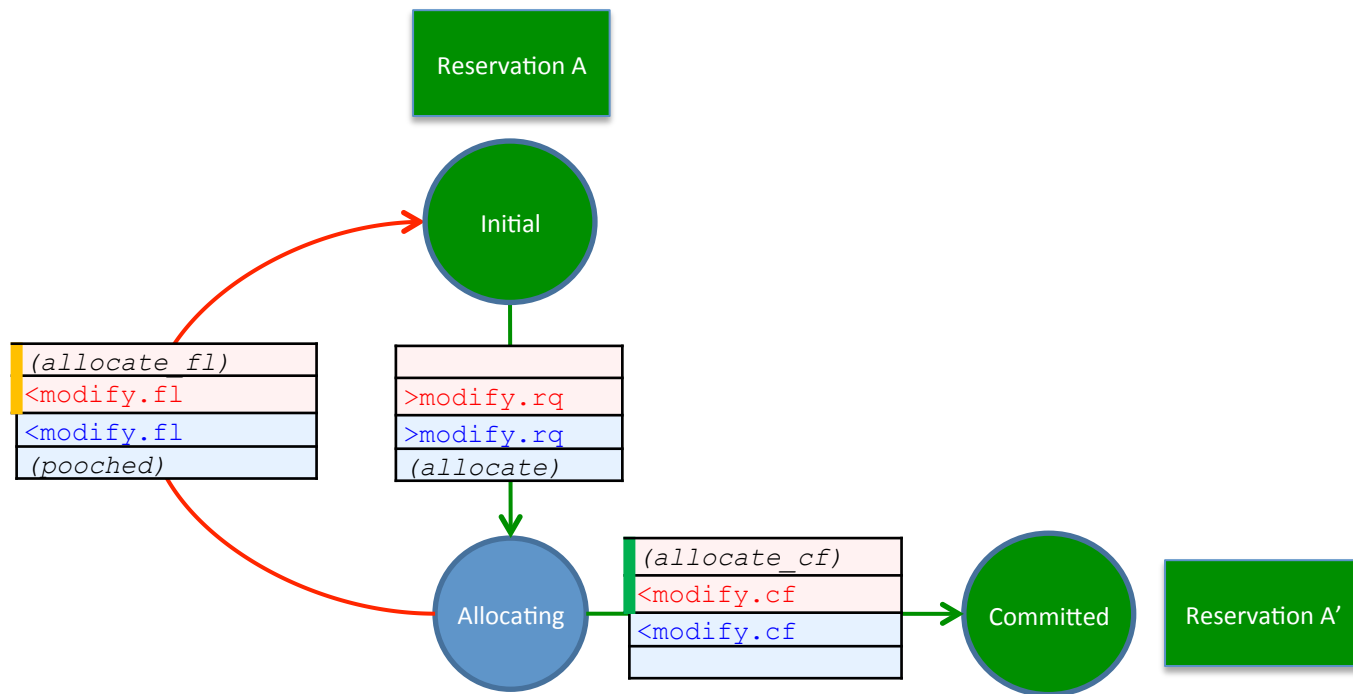 Reservation A
Initial
(allocate_fl)
<modify.fl
<modify.fl
(pooched)
>modify.rq
>modify.rq
(allocate)
Allocating
(allocate_cf)
<modify.cf
<modify.cf
Committed
Reservation A’